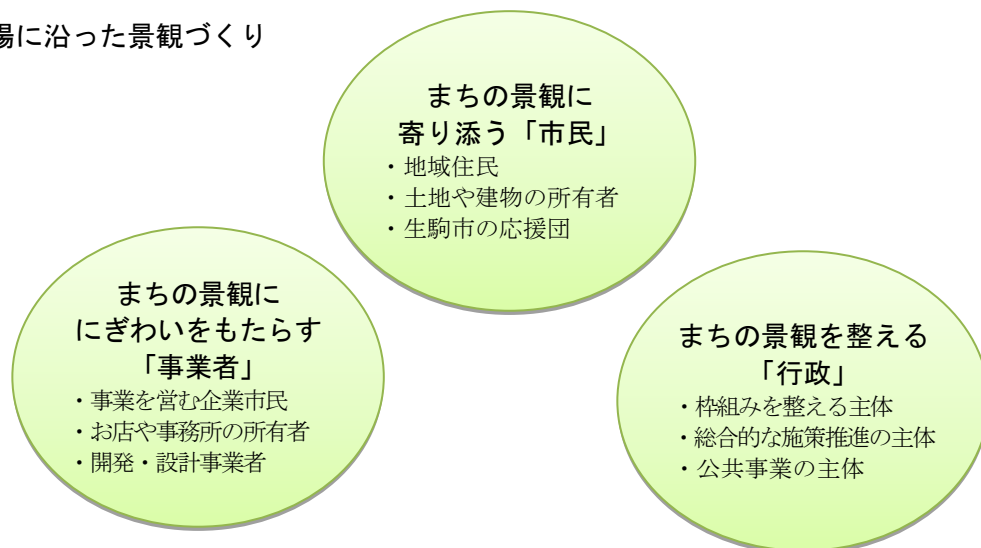 場に沿った景観づくり
まちの景観に
寄り添う「市民」
・地域住民
・土地や建物の所有者
・生駒市の応援団
まちの景観に
にぎわいをもたらす
「事業者」
・事業を営む企業市民
・お店や事務所の所有者
・開発・設計事業者
まちの景観を整える
「行政」
・枠組みを整える主体
・総合的な施策推進の主体
・公共事業の主体